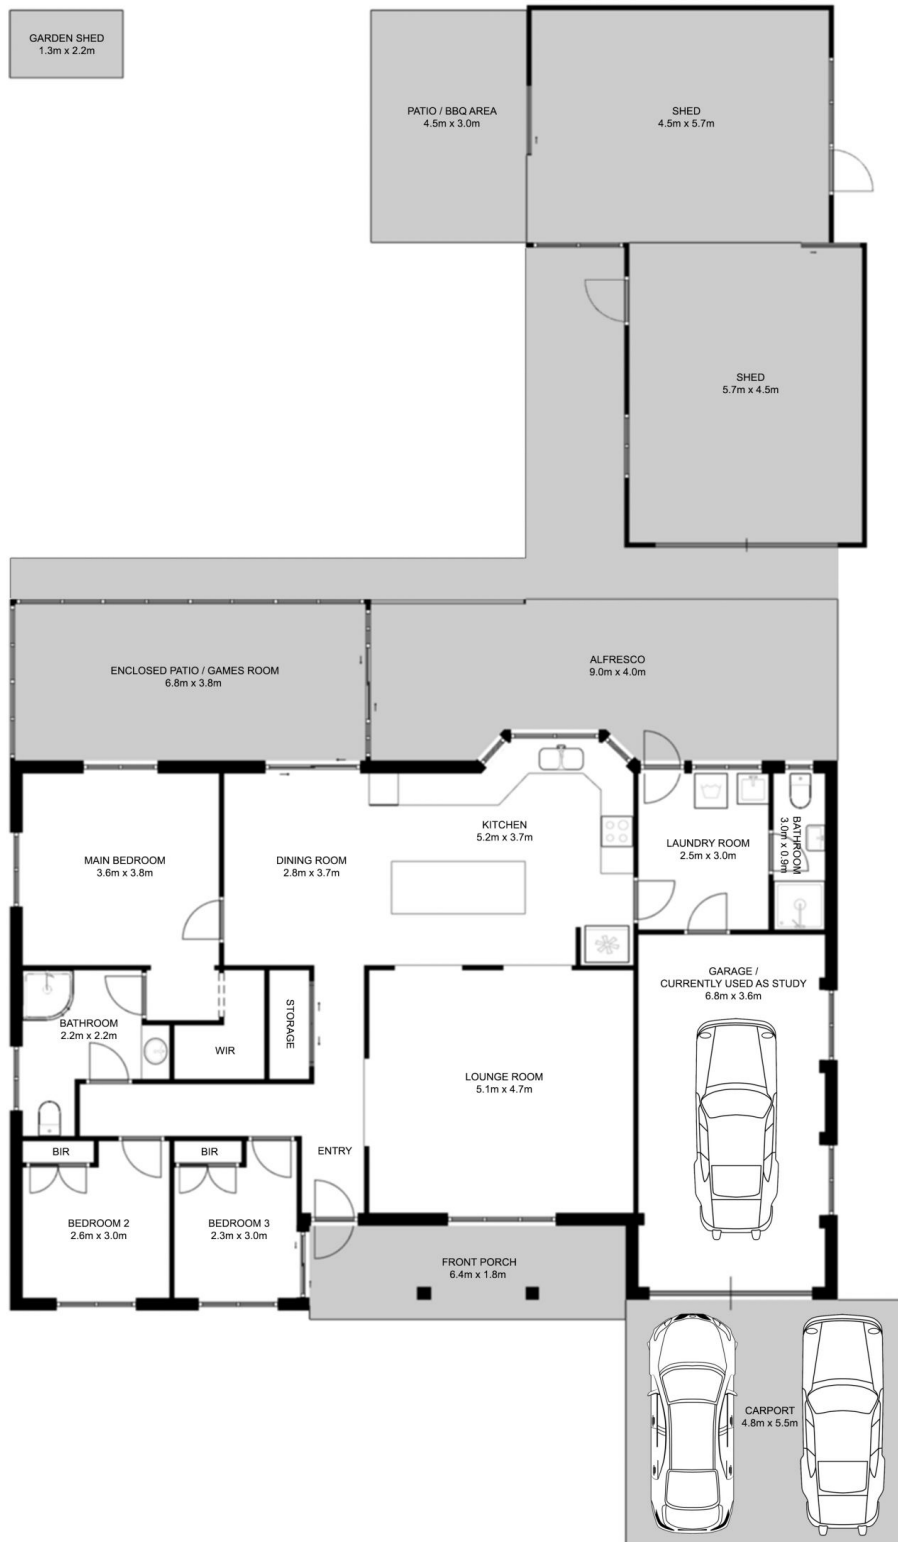 GARDEN SHED
1.3m x 2.2m
PATIO / BBQ AREA
4.5m x 3.0m
SHED
4.5m x 5.7m
SHED
5.7m x 4.5m
ENCLOSED PATIO / GAMES ROOM
6.8m x 3.8m
ALFRESCO
9.0m x 4.0m
MAIN BEDROOM
3.6m x 3.8m
DINING ROOM
2.8m x 3.7m
KITCHEN
5.2m x 3.7m
LAUNDRY ROOM
2.5m x 3.0m
BATHROOM
3.0m x 0.9m
GARAGE /
CURRENTLY USED AS STUDY
6.8m x 3.6m
BATHROOM
2.2m x 2.2m
WIR
STORAGE
LOUNGE ROOM
5.1m x 4.7m
BIR
BIR
ENTRY
BEDROOM 2
2.6m x 3.0m
BEDROOM 3
2.3m x 3.0m
FRONT PORCH
6.4m x 1.8m
CARPORT
4.8m x 5.5m